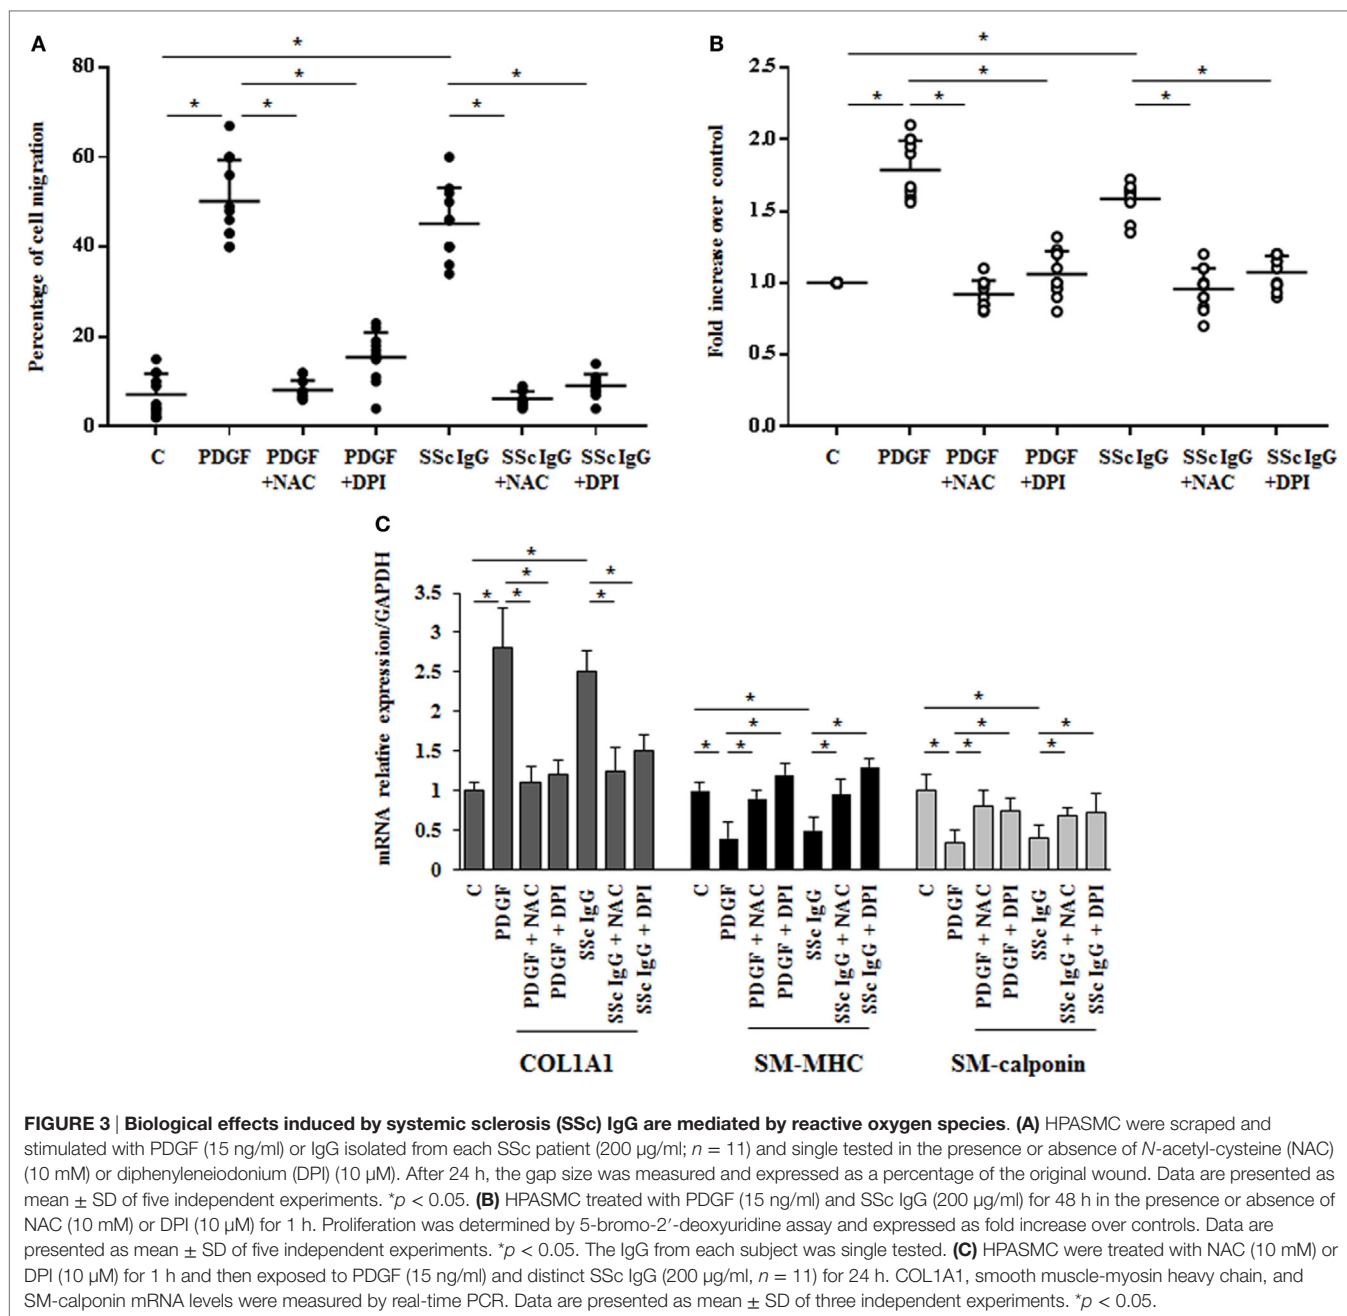 A
*
* *
* * * *
Percentage of cell migration
80
60
40
20
0
C PDGF PDGF PDGF SSc IgG SSc IgG SSc IgG
+NAC +DPI +NAC +DPI
B
*
* *
* * * *
Fold increase over control
2.5
2.0
1.5
1.0
0.5
0.0
C PDGF PDGF PDGF SSc IgG SSc IgG SSc IgG
+NAC +DPI +NAC +DPI
C
*
* *
* * * *
mRNA relative expression/GAPDH
3.5
3
2.5
2
1.5
1
0.5
0
*
* *
* * * *
*
* *
* * * *
C PDGF PDGF + NAC PDGF + DPI SSc IgG SSc IgG + NAC SSc IgG + DPI
C PDGF PDGF + NAC PDGF + DPI SSc IgG SSc IgG + NAC SSc IgG + DPI
C PDGF PDGF + NAC PDGF + DPI SSc IgG SSc IgG + NAC SSc IgG + DPI
COL1A1 SM-MHC SM-calponin
FIGURE 3 | Biological effects induced by systemic sclerosis (SSc) IgG are mediated by reactive oxygen species. (A) HPASMC were scraped and
stimulated with PDGF (15 ng/ml) or IgG isolated from each SSc patient (200 µg/ml; n = 11) and single tested in the presence or absence of N-acetyl-cysteine (NAC)
(10 mM) or diphenyleneiodonium (DPI) (10 µM). After 24 h, the gap size was measured and expressed as a percentage of the original wound. Data are presented as
mean ± SD of five independent experiments. *p < 0.05. (B) HPASMC treated with PDGF (15 ng/ml) and SSc IgG (200 µg/ml) for 48 h in the presence or absence of
NAC (10 mM) or DPI (10 µM) for 1 h. Proliferation was determined by 5-bromo-2′-deoxyuridine assay and expressed as fold increase over controls. Data are
presented as mean ± SD of five independent experiments. *p < 0.05. The IgG from each subject was single tested. (C) HPASMC were treated with NAC (10 mM) or
DPI (10 µM) for 1 h and then exposed to PDGF (15 ng/ml) and distinct SSc IgG (200 µg/ml, n = 11) for 24 h. COL1A1, smooth muscle-myosin heavy chain, and
SM-calponin mRNA levels were measured by real-time PCR. Data are presented as mean ± SD of three independent experiments. *p < 0.05.